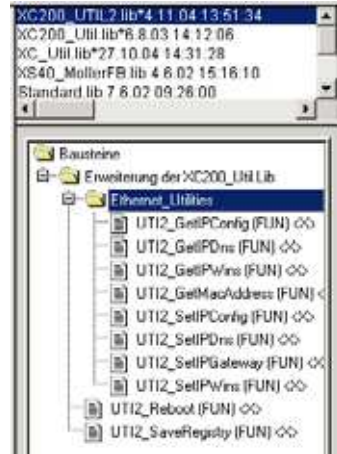 XC200_UTIL2.lib*4.11.04 13:51:34
XC200_Util.lib*6.8.03 14:12:06
XC_Util.lib*27.10.04 14:31:28
XS40_MollerFB.lib 4.6.02 15:16:10
Standard.lib 7.6.02 09:26:00
Bausteine
Erweiterung der XC200_Util.Lib
Ethernet_Utilities
UTI2_GetIPConfig (FUN)
UTI2_GetIPDns (FUN)
UTI2_GetIPWins (FUN)
UTI2_GetMacAddress (FUN)
UTI2_SetIPConfig (FUN)
UTI2_SetIPDns (FUN)
UTI2_SetIPGateway (FUN)
UTI2_SetIPWins (FUN)
UTI2_Reboot (FUN)
UTI2_SaveRegistry (FUN)